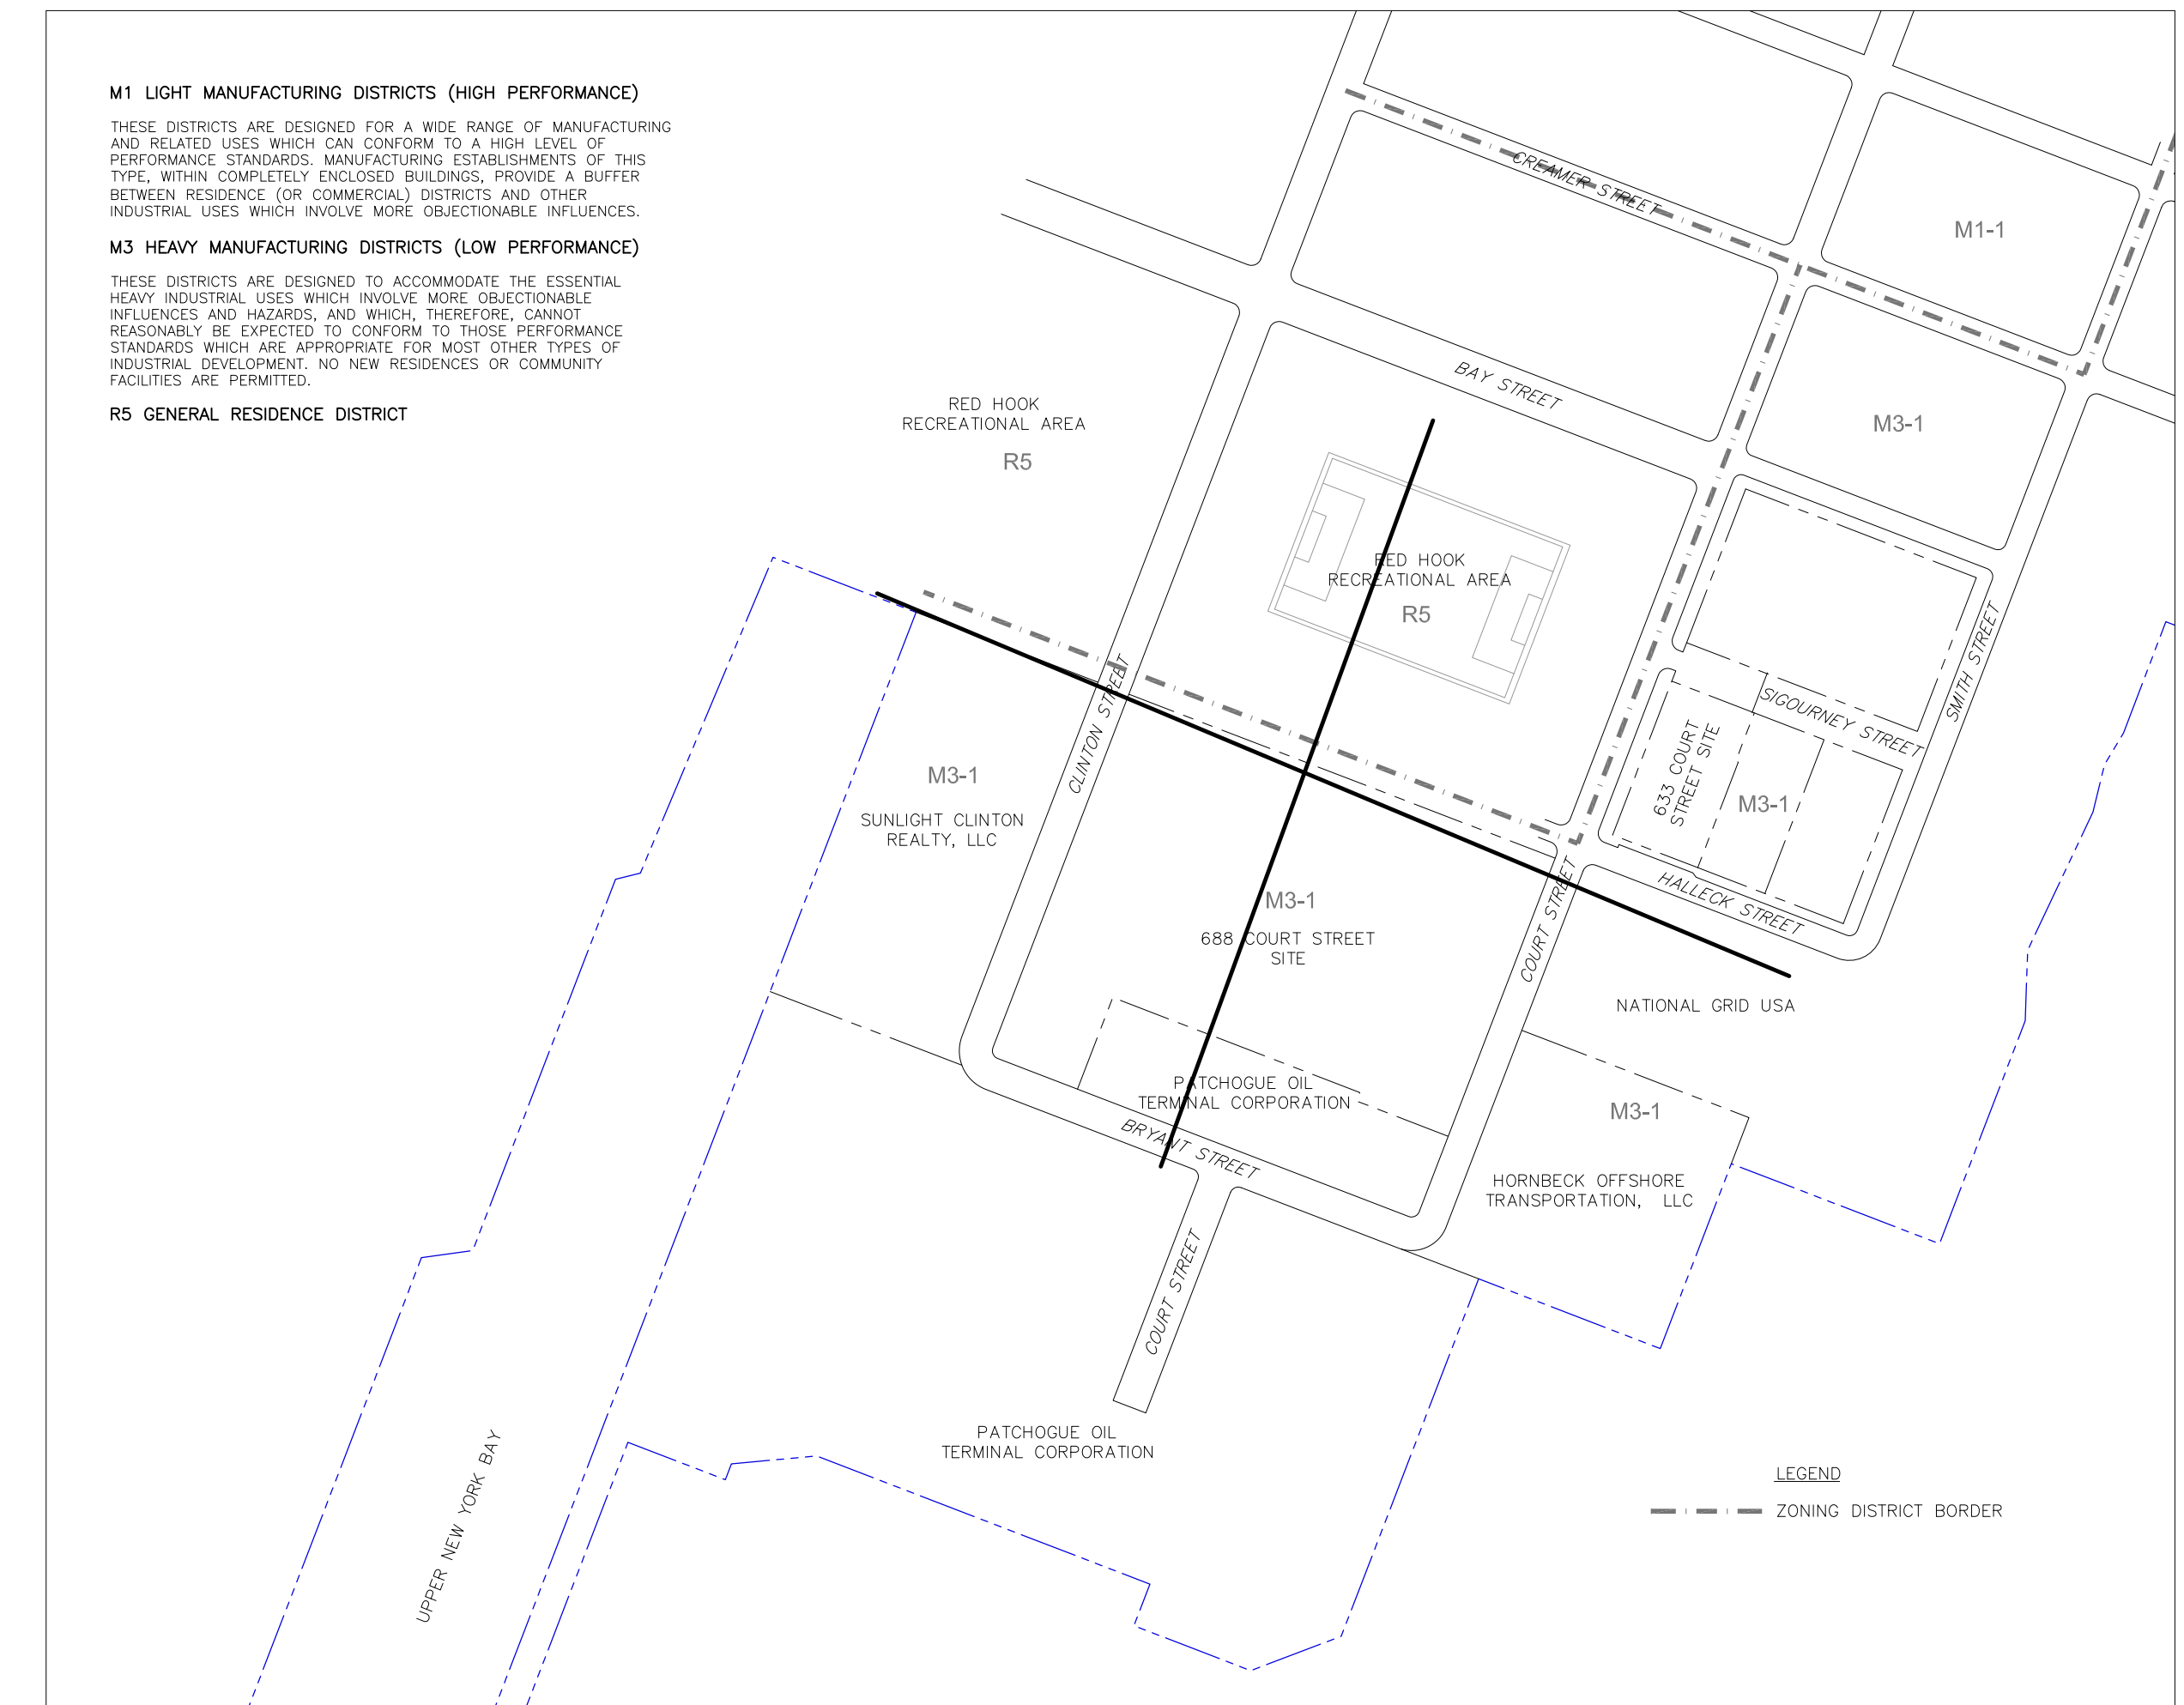 M1 LIGHT MANUFACTURING DISTRICTS (HIGH PERFORMANCE)
THESE DISTRICTS ARE DESIGNED FOR A WIDE RANGE OF MANUFACTURING
AND RELATED USES WHICH CAN CONFORM TO A HIGH LEVEL OF
PERFORMANCE STANDARDS. MANUFACTURING ESTABLISHMENTS OF THIS
TYPE, WITHIN COMPLETELY ENCLOSED BUILDINGS, PROVIDE A BUFFER
BETWEEN RESIDENCE (OR COMMERCIAL) DISTRICTS AND OTHER
INDUSTRIAL USES WHICH INVOLVE MORE OBJECTIONABLE INFLUENCES.
M3 HEAVY MANUFACTURING DISTRICTS (LOW PERFORMANCE)
THESE DISTRICTS ARE DESIGNED TO ACCOMMODATE THE ESSENTIAL
HEAVY INDUSTRIAL USES WHICH INVOLVE MORE OBJECTIONABLE
INFLUENCES AND HAZARDS, AND WHICH, THEREFORE, CANNOT
REASONABLY BE EXPECTED TO CONFORM TO THOSE PERFORMANCE
STANDARDS WHICH ARE APPROPRIATE FOR MOST OTHER TYPES OF
INDUSTRIAL DEVELOPMENT. NO NEW RESIDENCES OR COMMUNITY
FACILITIES ARE PERMITTED.
R5 GENERAL RESIDENCE DISTRICT
CREAMER STREET
M1-1
BAY STREET
M3-1
RED HOOK
RECREATIONAL AREA
R5
RED HOOK
RECREATIONAL AREA
R5
SMITH STREET
SIGOURNEY STREET
633 COURT
STREET SITE
M3-1
CLINTON STREET
M3-1
SUNLIGHT CLINTON
REALTY, LLC
HALLECK STREET
M3-1
688 COURT STREET
SITE
COURT STREET
NATIONAL GRID USA
PATCHOGUE OIL
TERMINAL CORPORATION
M3-1
BRYANT STREET
HORNBECK OFFSHORE
TRANSPORTATION, LLC
COURT STREET
PATCHOGUE OIL
TERMINAL CORPORATION
UPPER NEW YORK BAY
LEGEND
ZONING DISTRICT BORDER